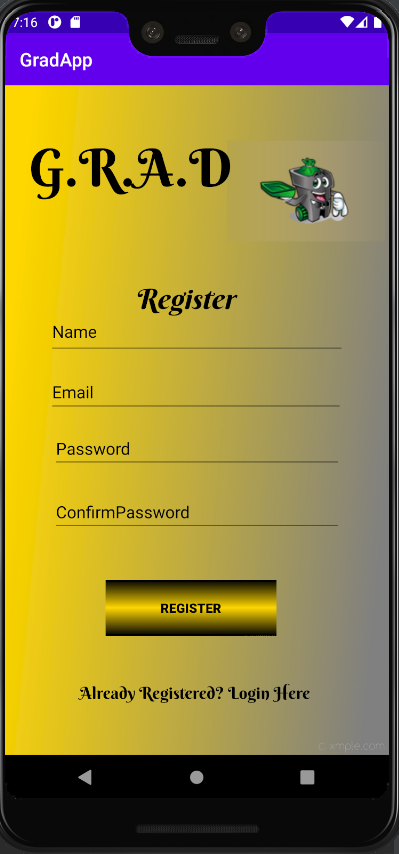 7:16
GradApp
G.R.A.D
Register
Name
Email
Password
ConfirmPassword
REGISTER
Already Registered? Login Here